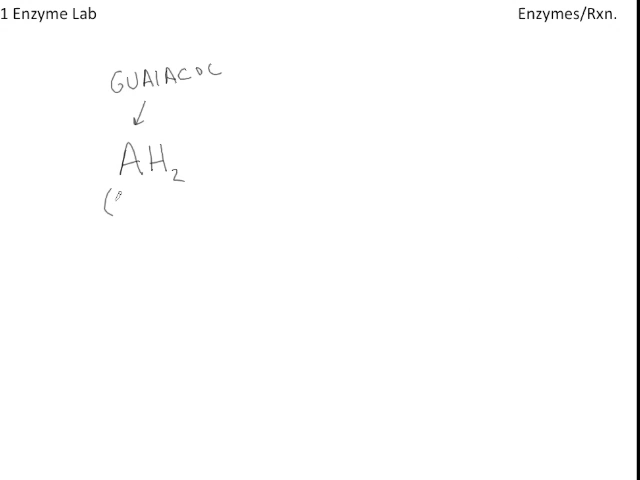 1 Enzyme Lab
Enzymes/Rxn.
GUAIACOL
AH₂
(